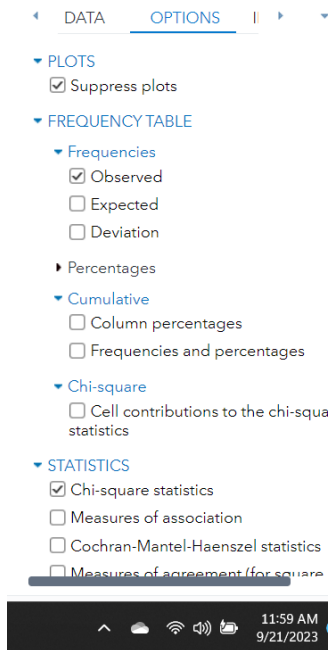 DATA OPTIONS
PLOTS
Suppress plots
FREQUENCY TABLE
Frequencies
Observed
Expected
Deviation
Percentages
Cumulative
Column percentages
Frequencies and percentages
Chi-square
Cell contributions to the chi-squa
statistics
STATISTICS
Chi-square statistics
Measures of association
Cochran-Mantel-Haenszel statistics
Measures of agreement (for square
11:59 AM
9/21/2023